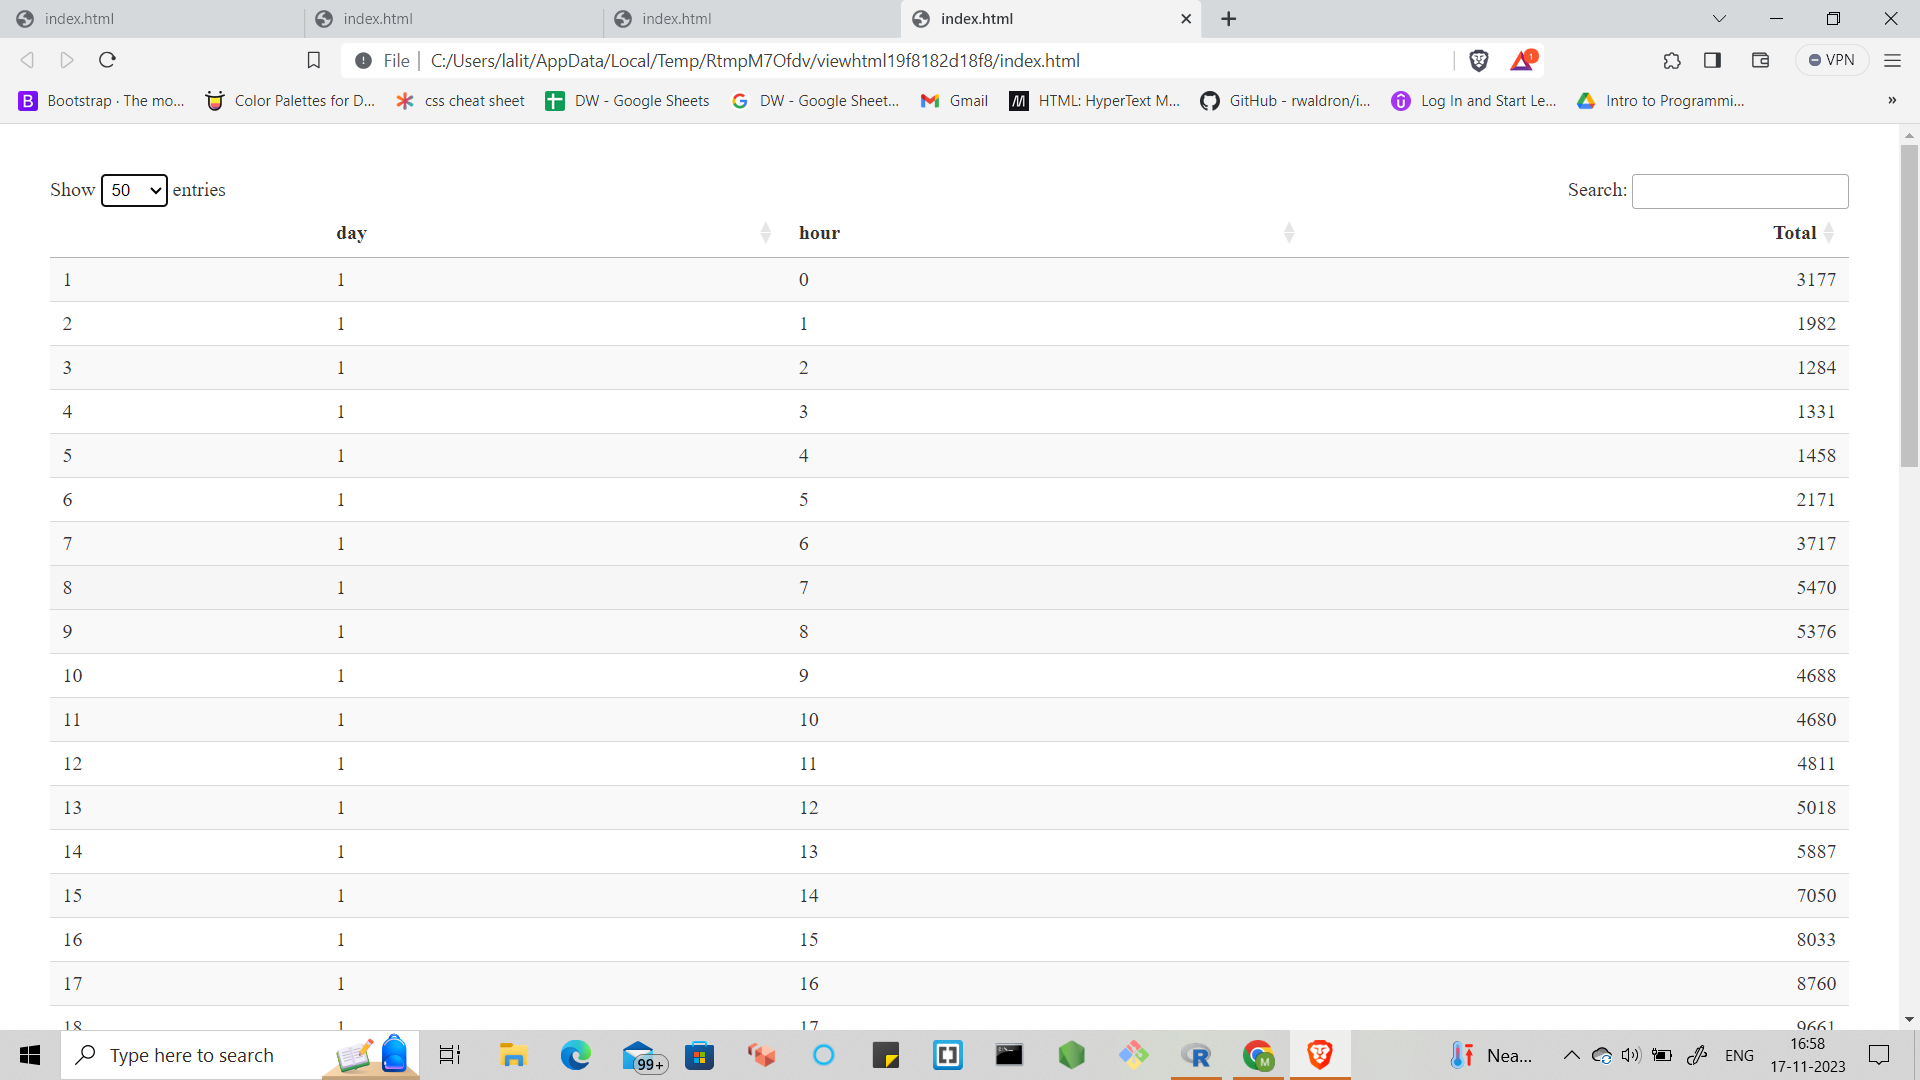 index.html index.html index.html index.html
File C:/Users/lalit/AppData/Local/Temp/RtmpM7Ofdv/viewhtml19f8182d18f8/index.html 1 VPN
Bootstrap · The mo... Color Palettes for D... css cheat sheet DW - Google Sheets DW - Google Sheet... Gmail HTML: HyperText M... GitHub - rwaldron/i... Log In and Start Le... Intro to Programmi... »
Show 50 entries Search:
day hour Total
1 1 0 3177
2 1 1 1982
3 1 2 1284
4 1 3 1331
5 1 4 1458
6 1 5 2171
7 1 6 3717
8 1 7 5470
9 1 8 5376
10 1 9 4688
11 1 10 4680
12 1 11 4811
13 1 12 5018
14 1 13 5887
15 1 14 7050
16 1 15 8033
17 1 16 8760
18 1 17 9661
Type here to search 99+ Nea... ENG 16:58
17-11-2023